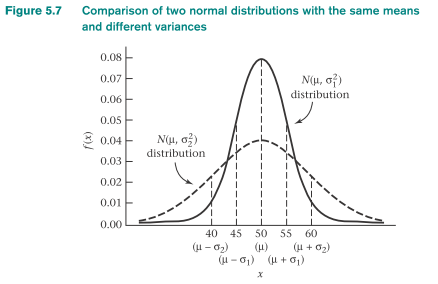 Figure 5.7 Comparison of two normal distributions with the same means
and different variances
0.08
0.07
0.06
0.05
0.04
0.03
0.02
0.01
0.00
f(x)
N(μ, σ₁²)
distribution
N(μ, σ₂²)
distribution
40 45 50 55 60
(μ – σ₂) (μ) (μ + σ₂)
(μ – σ₁) (μ + σ₁)
x